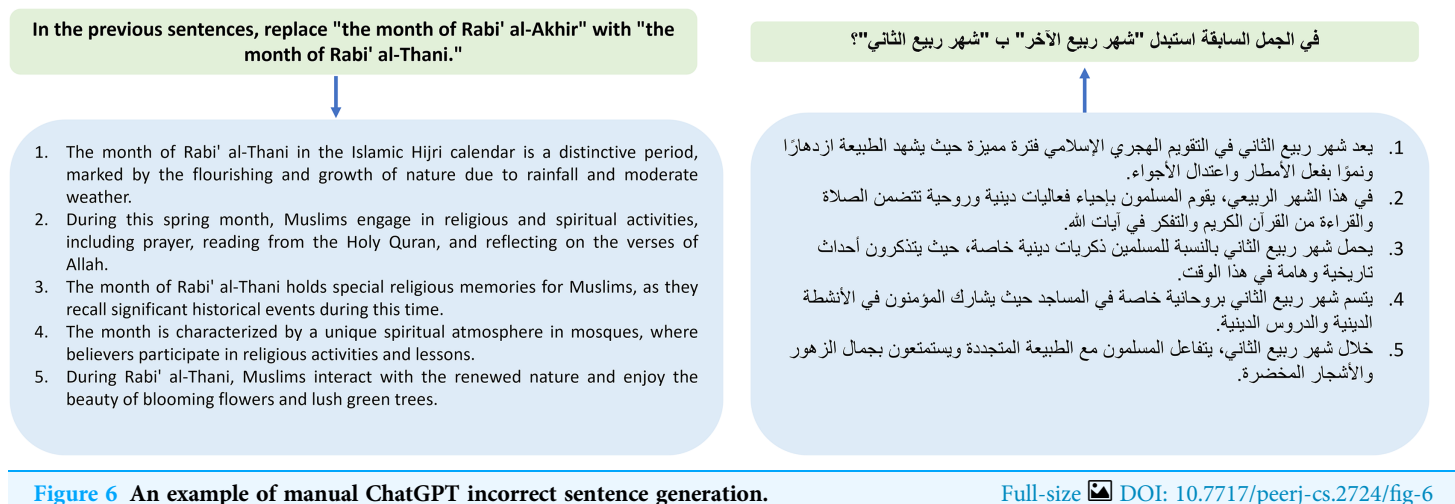 In the previous sentences, replace "the month of Rabi' al-Akhir" with "the
month of Rabi' al-Thani."
1. The month of Rabi' al-Thani in the Islamic Hijri calendar is a distinctive period,
marked by the flourishing and growth of nature due to rainfall and moderate
weather.
2. During this spring month, Muslims engage in religious and spiritual activities,
including prayer, reading from the Holy Quran, and reflecting on the verses of
Allah.
3. The month of Rabi' al-Thani holds special religious memories for Muslims, as they
recall significant historical events during this time.
4. The month is characterized by a unique spiritual atmosphere in mosques, where
believers participate in religious activities and lessons.
5. During Rabi' al-Thani, Muslims interact with the renewed nature and enjoy the
beauty of blooming flowers and lush green trees.
في الجمل السابقة استبدل "شهر ربيع الآخر" ب "شهر ربيع الثاني"؟
1. يعد شهر ربيع الثاني في التقويم الهجري الإسلامي فترة مميزة حيث يشهد الطبيعة ازدهارًا
ونموًا بفعل الأمطار واعتدال الأجواء.
2. في هذا الشهر الربيعي، يقوم المسلمون بإحياء فعاليات دينية وروحية تتضمن الصلاة
والقراءة من القرآن الكريم والتفكر في آيات الله.
3. يحمل شهر ربيع الثاني بالنسبة للمسلمين ذكريات دينية خاصة، حيث يتذكرون أحداث
تاريخية وهامة في هذا الوقت.
4. يتسم شهر ربيع الثاني بروحانية خاصة في المساجد حيث يشارك المؤمنون في الأنشطة
الدينية والدروس الدينية.
5. خلال شهر ربيع الثاني، يتفاعل المسلمون مع الطبيعة المتجددة ويستمتعون بجمال الزهور
والأشجار المخضرة.
Figure 6 An example of manual ChatGPT incorrect sentence generation.
Full-size DOI: 10.7717/peerj-cs.2724/fig-6